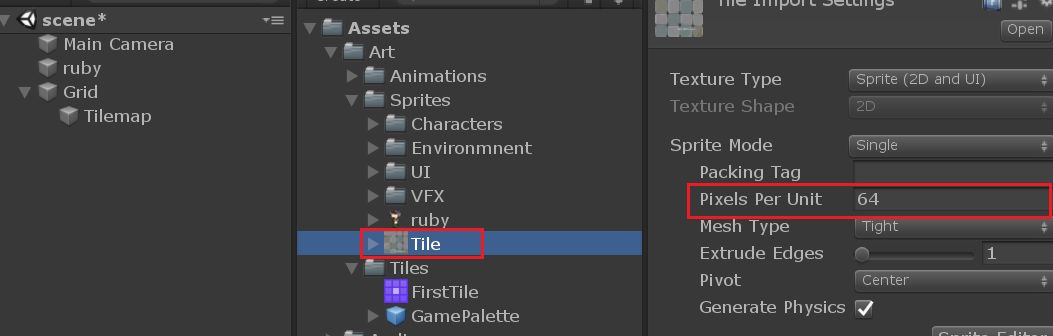 scene*
Main Camera
ruby
Grid
Tilemap
Assets
Art
Animations
Sprites
Characters
Environmnent
UI
VFX
ruby
Tile
Tiles
FirstTile
GamePalette
Tile Import Settings
Open
Texture Type Sprite (2D and UI)
Texture Shape 2D
Sprite Mode Single
Packing Tag
Pixels Per Unit 64
Mesh Type Tight
Extrude Edges 1
Pivot Center
Generate Physics
Sprite Editor